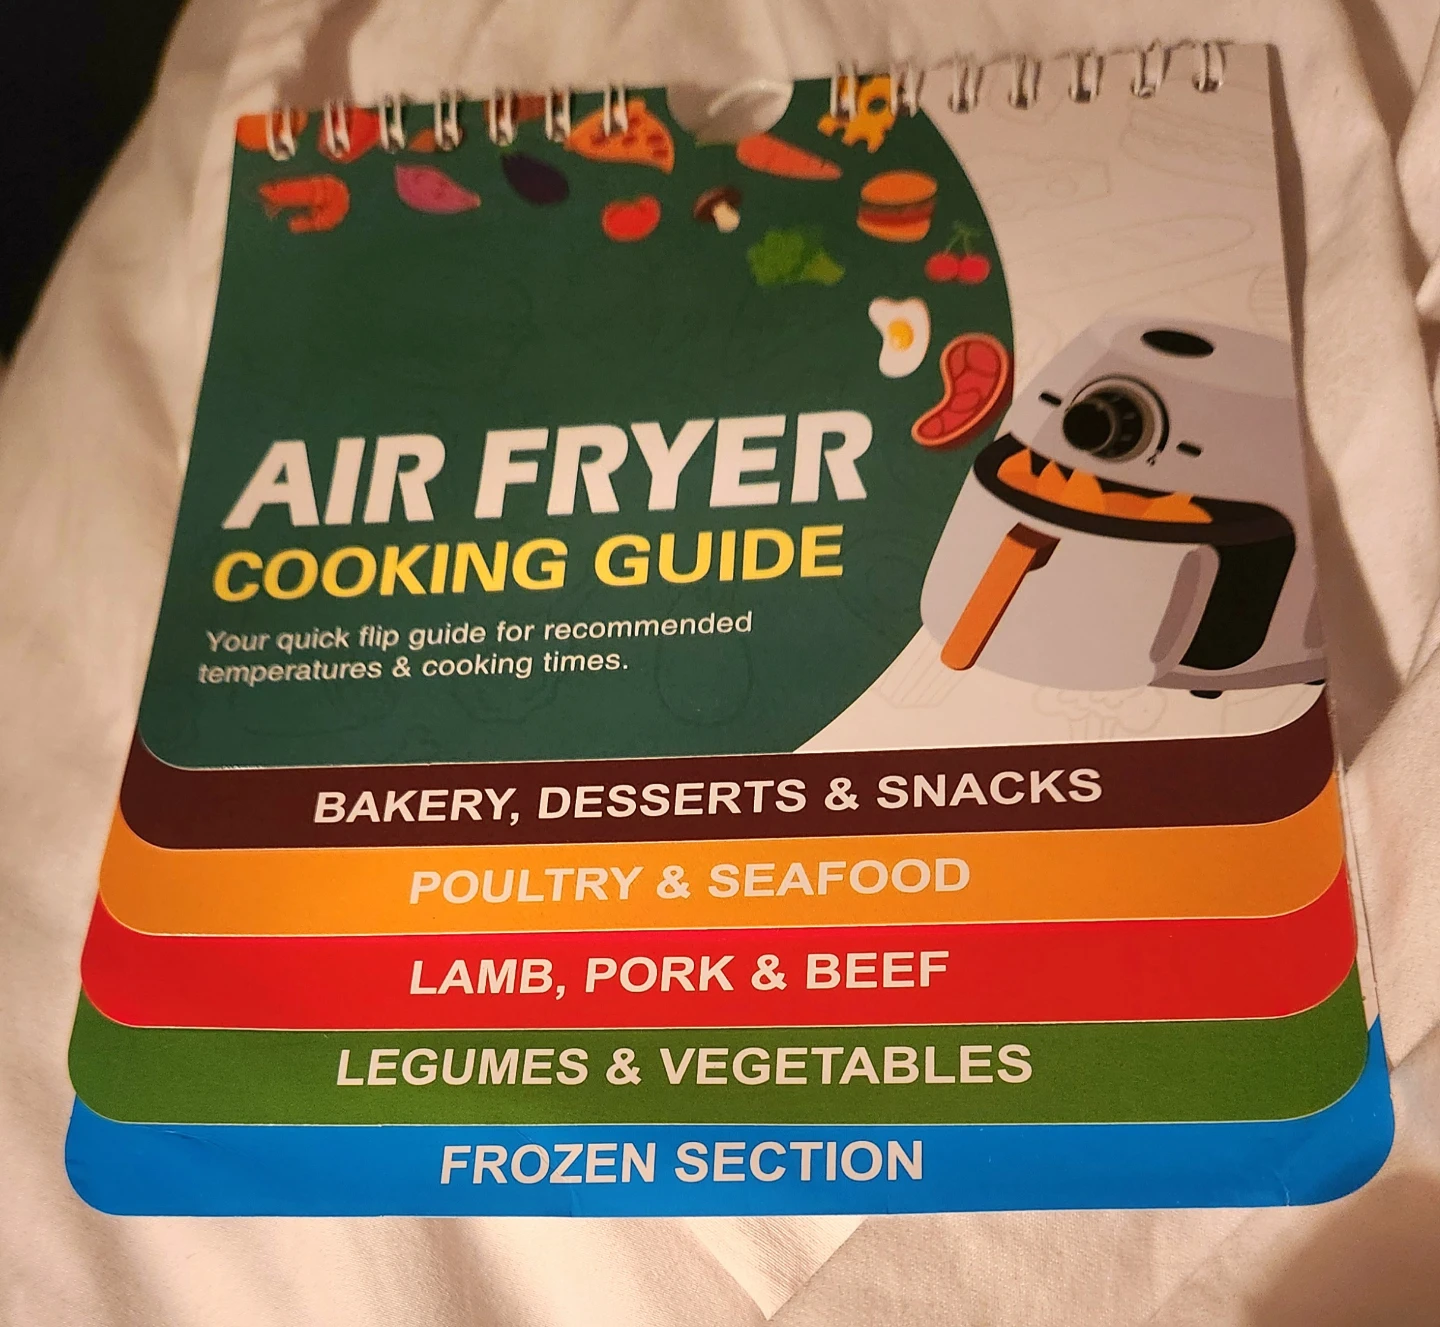 AIR FRYER
COOKING GUIDE
Your quick flip guide for recommended
temperatures & cooking times.
BAKERY, DESSERTS & SNACKS
POULTRY & SEAFOOD
LAMB, PORK & BEEF
LEGUMES & VEGETABLES
FROZEN SECTION